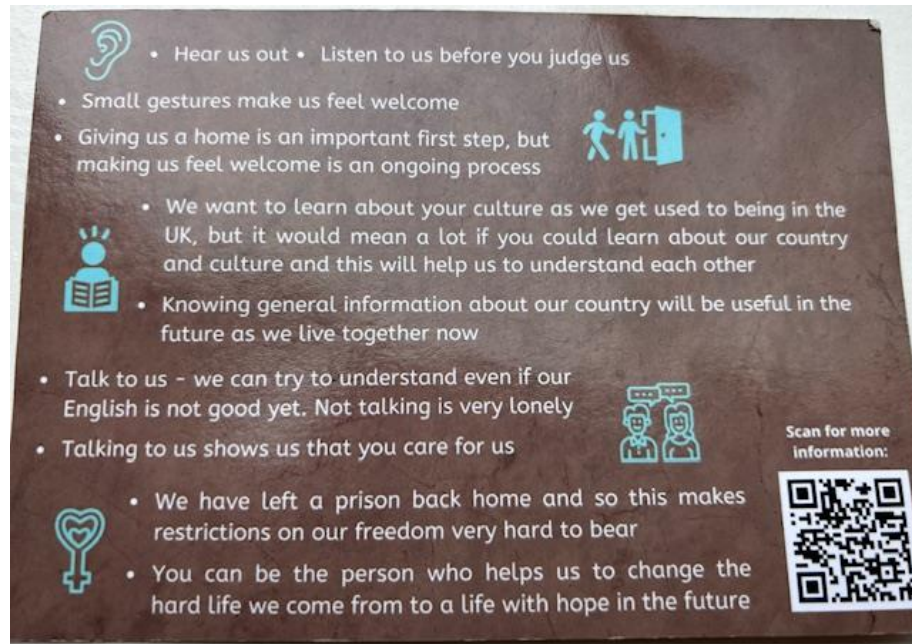 • Hear us out • Listen to us before you judge us
• Small gestures make us feel welcome
• Giving us a home is an important first step, but
making us feel welcome is an ongoing process
• We want to learn about your culture as we get used to being in the
UK, but it would mean a lot if you could learn about our country
and culture and this will help us to understand each other
• Knowing general information about our country will be useful in the
future as we live together now
• Talk to us - we can try to understand even if our
English is not good yet. Not talking is very lonely
• Talking to us shows us that you care for us
Scan for more
information:
• We have left a prison back home and so this makes
restrictions on our freedom very hard to bear
• You can be the person who helps us to change the
hard life we come from to a life with hope in the future